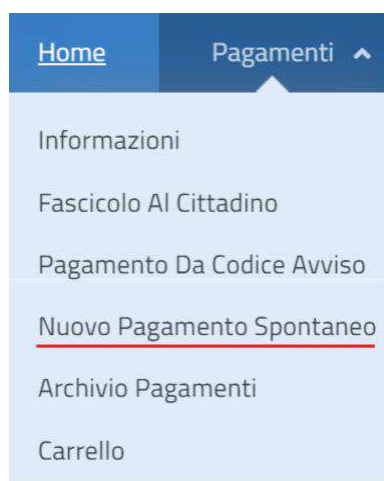 Home Pagamenti
Informazioni
Fascicolo Al Cittadino
Pagamento Da Codice Avviso
Nuovo Pagamento Spontaneo
Archivio Pagamenti
Carrello